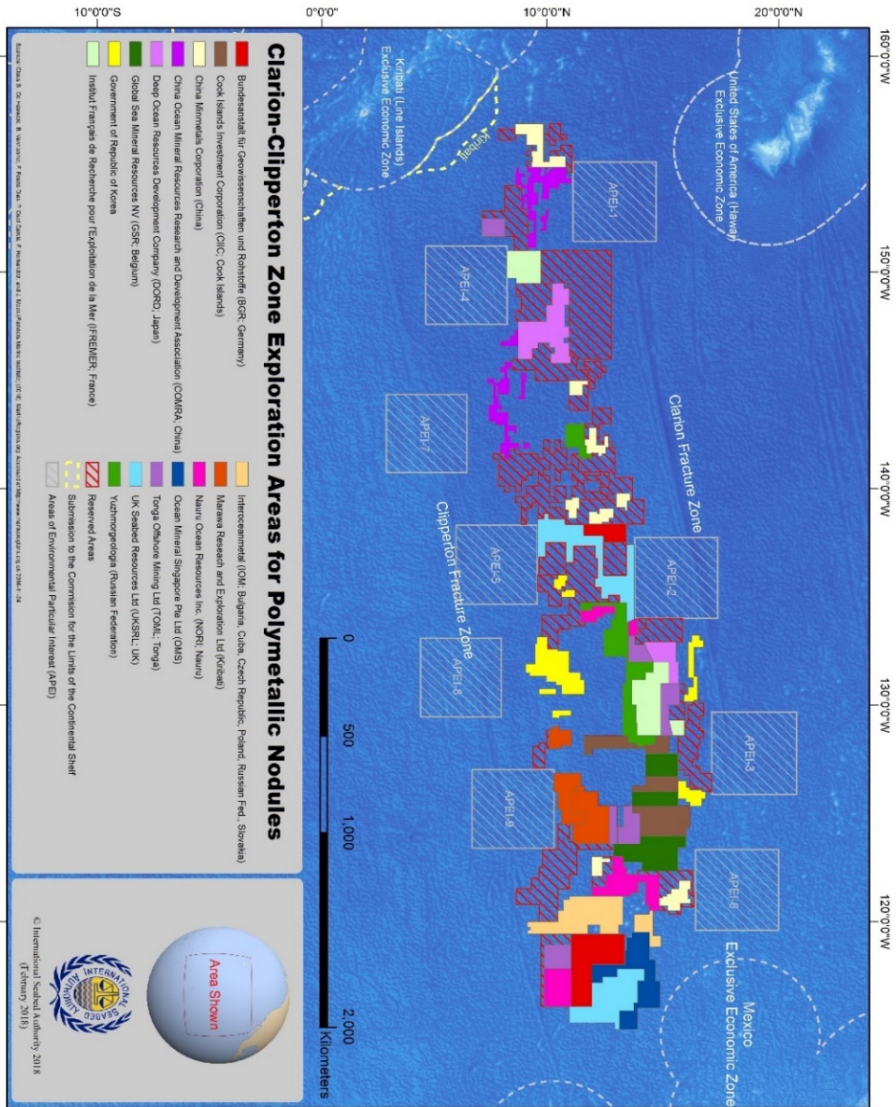 160°0'0"W
150°0'0"W
140°0'0"W
130°0'0"W
120°0'0"W
20°0'0"N
10°0'0"N
0°0'0"
10°0'0"S
United States of America (Hawaii)
Exclusive Economic Zone
Kiribati (Line Islands)
Exclusive Economic Zone
Kiribati
Mexico
Exclusive Economic Zone
Clarion Fracture Zone
Clipperton Fracture Zone
APEI-1
APEI-2
APEI-3
APEI-4
APEI-5
APEI-6
APEI-7
APEI-8
APEI-9
0
500
1,000
2,000
Kilometers
Clarion-Clipperton Zone Exploration Areas for Polymetallic Nodules
Bundesanstalt für Geowissenschaften und Rohstoffe (BGR; Germany)
Cook Islands Investment Corporation (CIIC; Cook Islands)
China Minmetals Corporation (China)
China Ocean Mineral Resources Research and Development Association (COMRA; China)
Deep Ocean Resources Development Company (DORD; Japan)
Global Sea Mineral Resources NV (GSR; Belgium)
Government of Republic of Korea
Institut Français de Recherche pour l'Exploitation de la Mer (IFREMER; France)
Interoceanmetal (IOM; Bulgaria, Cuba, Czech Republic, Poland, Russian Fed., Slovakia)
Marawa Reseach and Exploration Ltd (Kiribati)
Nauru Ocean Resources Inc. (NORI; Nauru)
Ocean Mineral Singapore Pte Ltd (OMS)
Tonga Offshore Mining Ltd (TOML; Tonga)
UK Seabed Resources Ltd (UKSRL; UK)
Yuzhmorgeologia (Russian Federation)
Reserved Areas
Submission to the Commision for the Limits of the Continental Shelf
Areas of Environmental Particular Interest (APEI)
Area Shown
INTERNATIONAL SEABED AUTHORITY
© International Seabed Authority 2018
(February 2018)